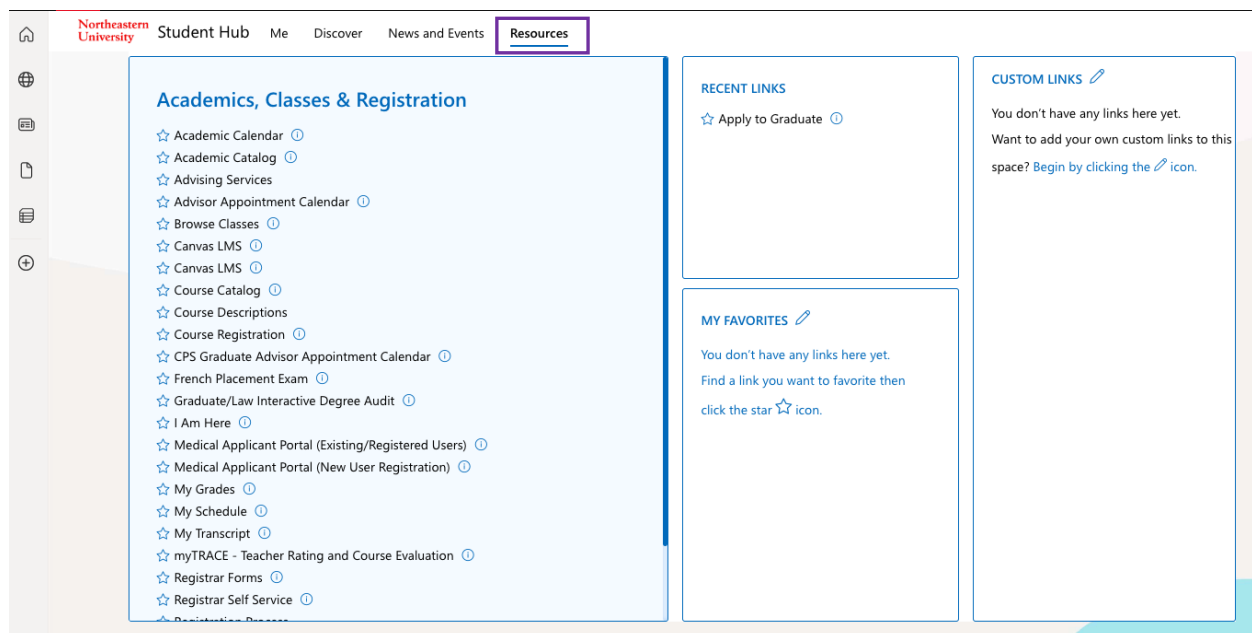 Northeastern
University
Student Hub
Me
Discover
News and Events
Resources
Academics, Classes & Registration
Academic Calendar
Academic Catalog
Advising Services
Advisor Appointment Calendar
Browse Classes
Canvas LMS
Canvas LMS
Course Catalog
Course Descriptions
Course Registration
CPS Graduate Advisor Appointment Calendar
French Placement Exam
Graduate/Law Interactive Degree Audit
I Am Here
Medical Applicant Portal (Existing/Registered Users)
Medical Applicant Portal (New User Registration)
My Grades
My Schedule
My Transcript
myTRACE - Teacher Rating and Course Evaluation
Registrar Forms
Registrar Self Service
RECENT LINKS
Apply to Graduate
MY FAVORITES
You don't have any links here yet.
Find a link you want to favorite then
click the star icon.
CUSTOM LINKS
You don't have any links here yet.
Want to add your own custom links to this
space? Begin by clicking the icon.